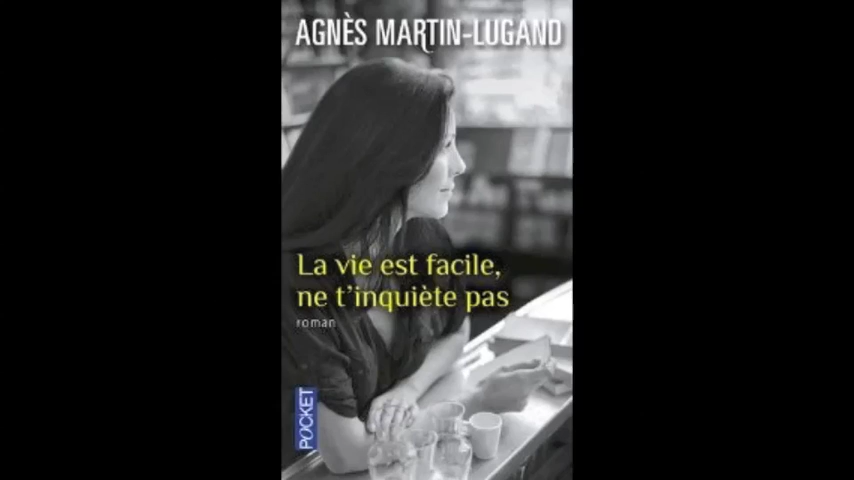 AGNÈS MARTIN-LUGAND
La vie est facile,
ne t'inquiète pas
roman
POCKET